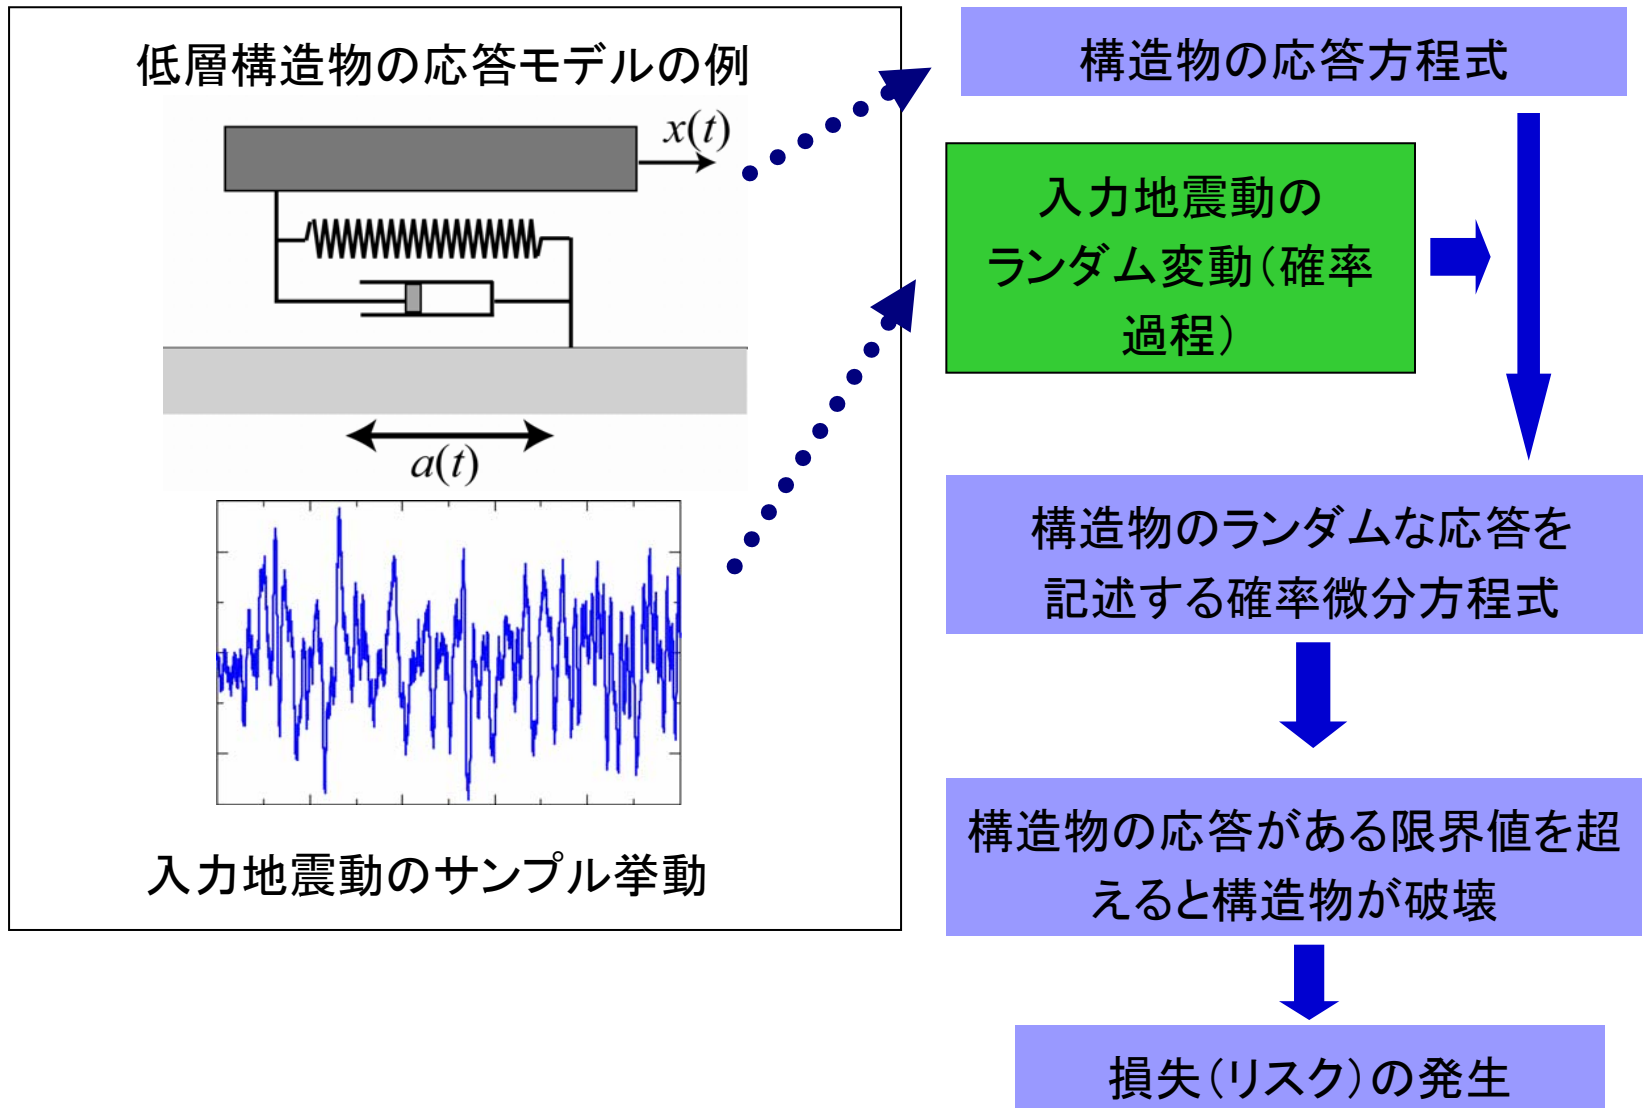 低層構造物の応答モデルの例
x(t)
a(t)
入力地震動のサンプル挙動
構造物の応答方程式
入力地震動の
ランダム変動(確率
過程)
構造物のランダムな応答を
記述する確率微分方程式
構造物の応答がある限界値を超
えると構造物が破壊
損失(リスク)の発生